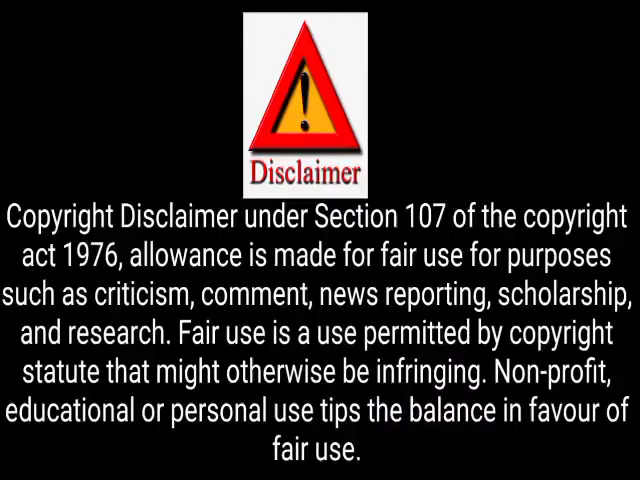 Disclaimer
Copyright Disclaimer under Section 107 of the copyright
act 1976, allowance is made for fair use for purposes
such as criticism, comment, news reporting, scholarship,
and research. Fair use is a use permitted by copyright
statute that might otherwise be infringing. Non-profit,
educational or personal use tips the balance in favour of
fair use.